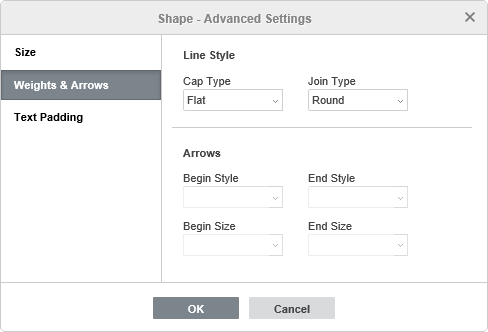 Shape - Advanced Settings
Size
Weights & Arrows
Text Padding
Line Style
Cap Type
Join Type
Flat
Round
Arrows
Begin Style
End Style
Begin Size
End Size
OK
Cancel